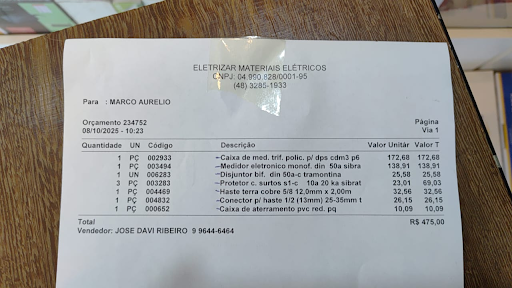 ELETRIZAR MATERIAIS ELÉTRICOS
CNPJ: 04.990.828/0001-95
(48) 3285-1933
Para : MARCO AURELIO
Orçamento 234752 Página
08/10/2025 - 10:23 Via 1
Quantidade UN Código Descrição Valor Unitár Valor T
1 PÇ 002933 Caixa de med. trif. polic. p/ dps cdm3 p6 172,68 172,68
1 PÇ 003494 Medidor eletronico monof. din 50a sibra 138,91 138,91
1 UN 006283 Disjuntor bif. din 50a-c tramontina 25,58 25,58
3 PÇ 003283 Protetor c. surtos s1-c 10a 20 ka sibrat 23,01 69,03
1 PÇ 004469 Haste terra cobre 5/8 12,0mm x 2,00m 32,56 32,56
1 PÇ 004832 Conector p/ haste 1/2 (13mm) 25-35mm t 26,15 26,15
1 PÇ 000652 Caixa de aterramento pvc red. pq 10,09 10,09
Total R$ 475,00
Vendedor: JOSE DAVI RIBEIRO 9 9644-6464